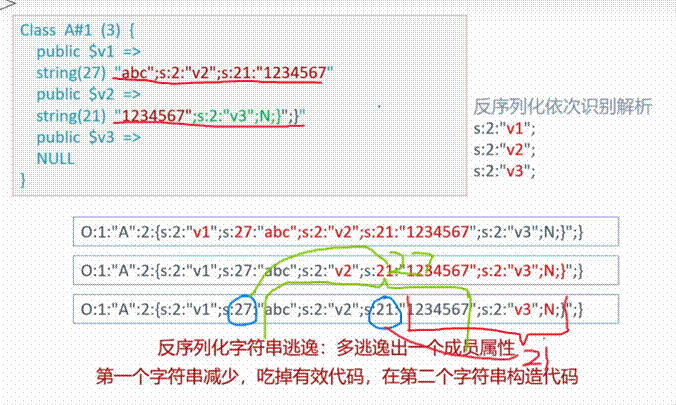 Class A#1 (3) {
public $v1 =>
string(27) "abc";s:2:"v2";s:21:"1234567"
public $v2 =>
string(21) "1234567";s:2:"v3";N;}";}"
public $v3 =>
NULL
}
反序列化依次识别解析
s:2:"v1";
s:2:"v2";
s:2:"v3";
O:1:"A":2:{s:2:"v1";s:27:"abc";s:2:"v2";s:21:"1234567";s:2:"v3";N;}";}
O:1:"A":2:{s:2:"v1";s:27:"abc";s:2:"v2";s:21:"1234567";s:2:"v3";N;}";}
27
O:1:"A":2:{s:2:"v1";s:27:"abc";s:2:"v2";s:21:"1234567";s:2:"v3";N;}";}
21
反序列化字符串逃逸：多逃逸出一个成员属性
第一个字符串减少，吃掉有效代码，在第二个字符串构造代码